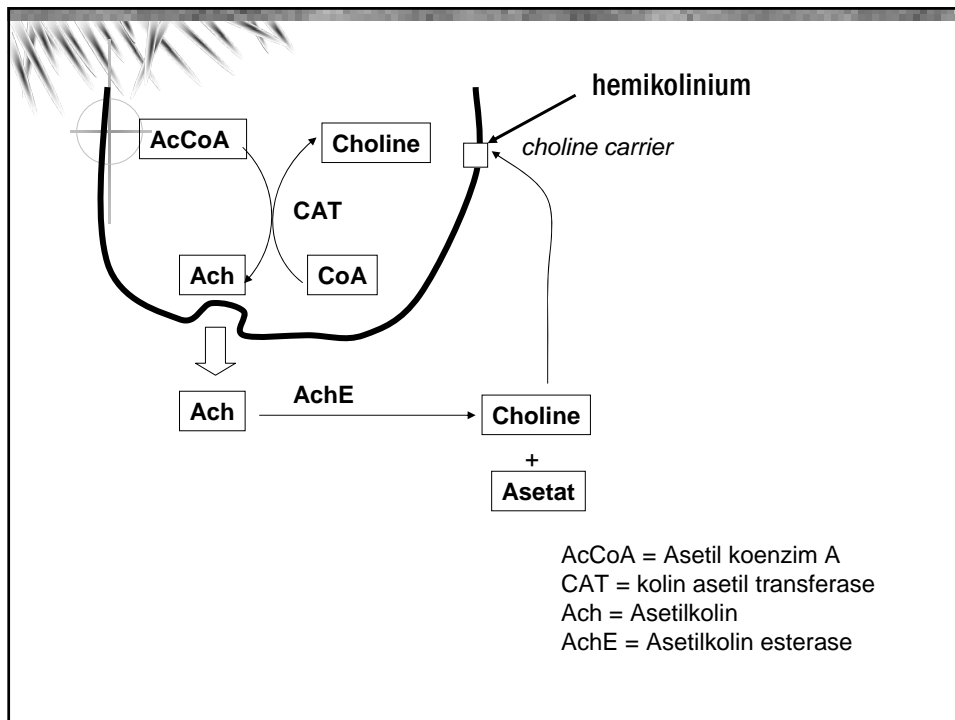 hemikolinium
AcCoA
Choline
choline carrier
CAT
Ach
CoA
Ach
AchE
Choline
+
Asetat
AcCoA = Asetil koenzim A
CAT = kolin asetil transferase
Ach = Asetilkolin
AchE = Asetilkolin esterase